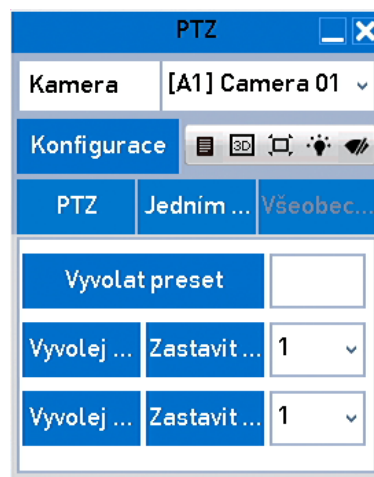 PTZ
Kamera [A1] Camera 01
Konfigurace 3D
PTZ Jedním ... Všeobec...
Vyvolat preset
Vyvolej ... Zastavit ... 1
Vyvolej ... Zastavit ... 1